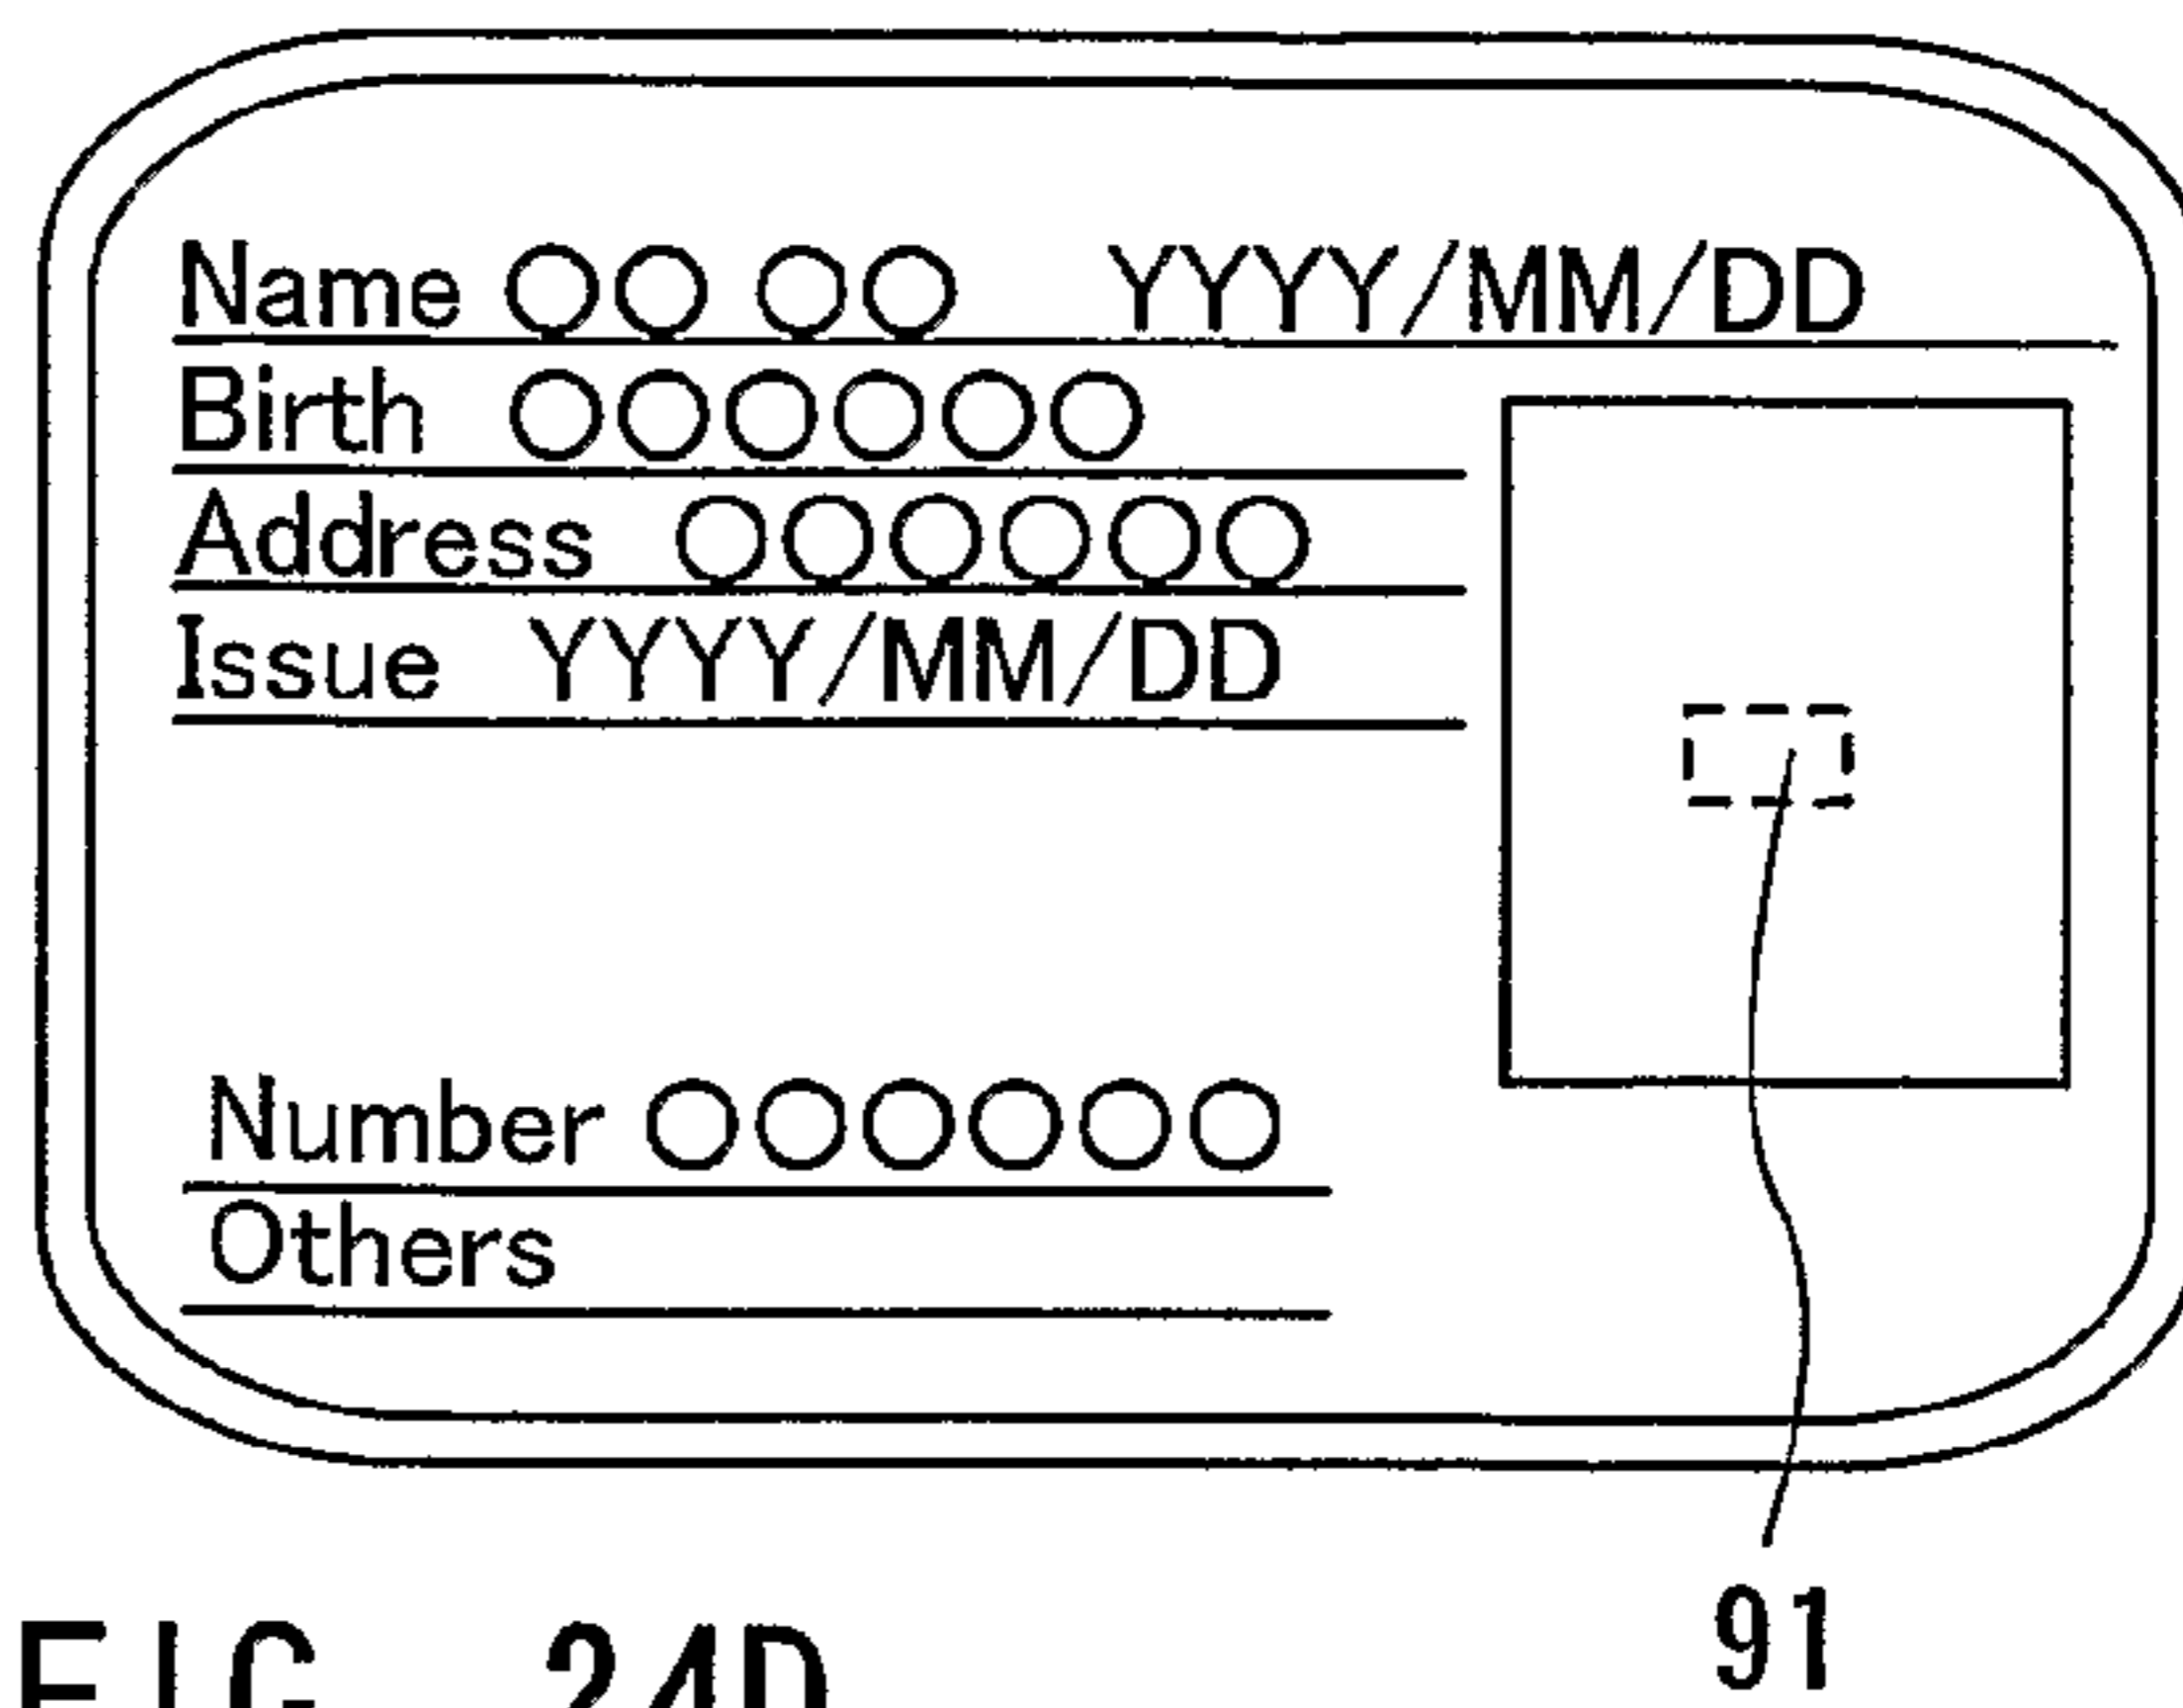 Name ○○ ○○ YYYY/MM/DD
Birth ○○○○○○
Address ○○○○○○
Issue YYYY/MM/DD
Number ○○○○○○
Others
91
FIG. 24D